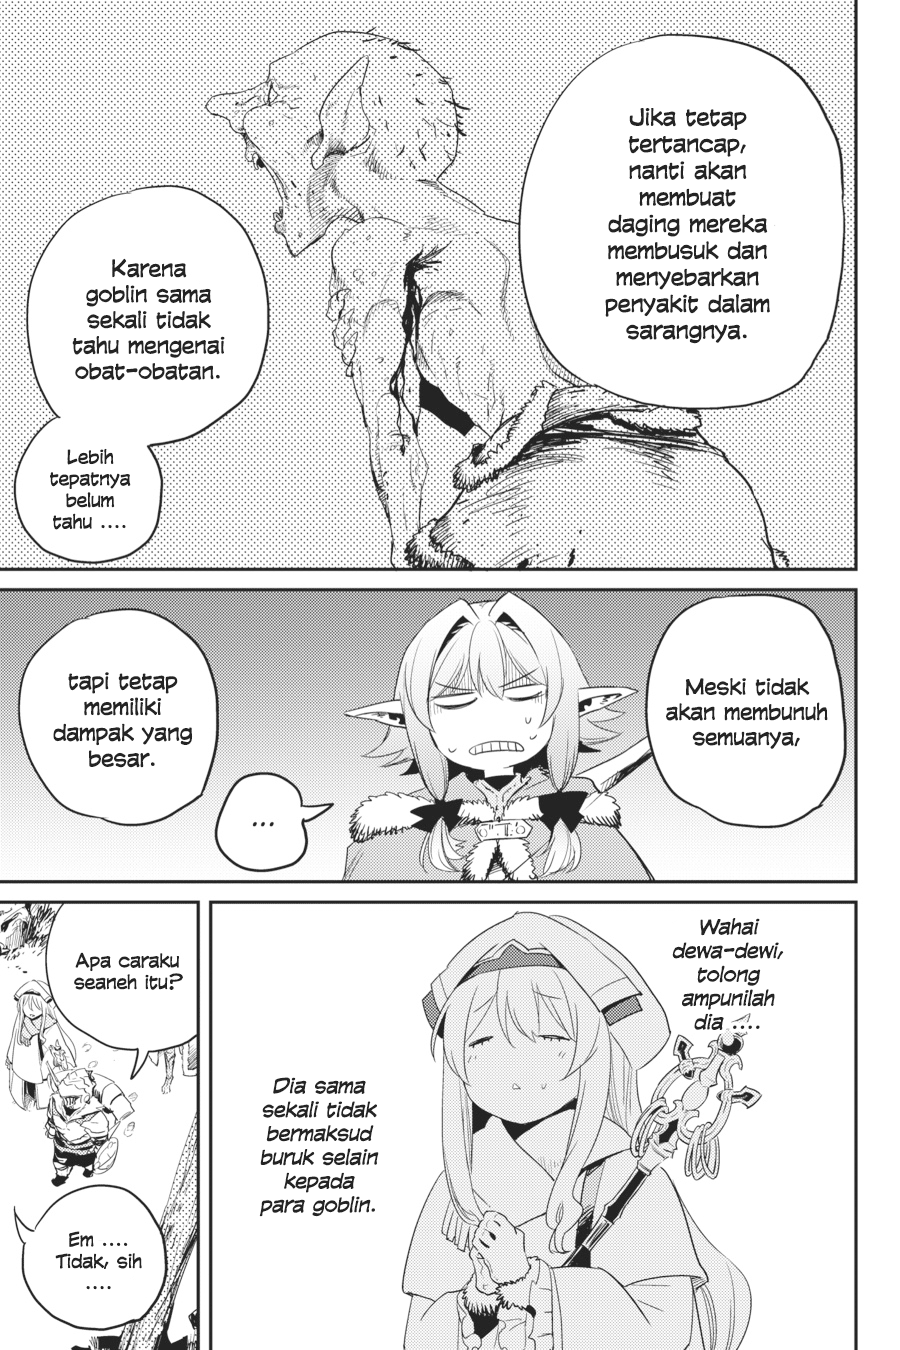 Jika tetap
tertancap,
nanti akan
membuat
daging mereka
membusuk dan
menyebarkan
penyakit dalam
sarangnya.
Karena
goblin sama
sekali tidak
tahu mengenai
obat-obatan.
Lebih
tepatnya
belum
tahu ....
Meski tidak
akan membunuh
semuanya,
tapi tetap
memiliki
dampak yang
besar.
...
Wahai
dewa-dewi,
tolong
ampunilah
dia ....
Dia sama
sekali tidak
bermaksud
buruk selain
kepada
para goblin.
Apa caraku
seaneh itu?
Em ....
Tidak, sih
....